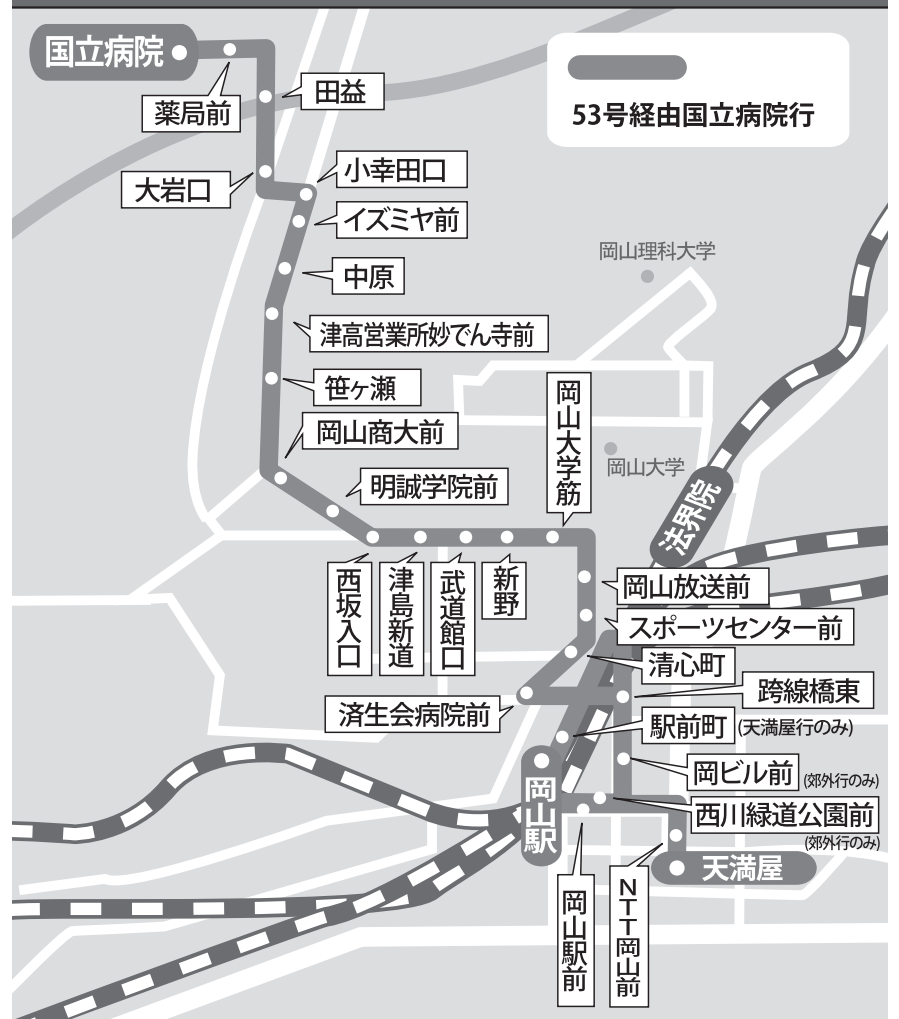 国立病院
53号経由国立病院行
薬局前
田益
大岩口
小幸田口
イズミヤ前
岡山理科大学
中原
津高営業所妙でん寺前
笹ヶ瀬
岡山商大前
岡山大学筋
岡山大学
明誠学院前
法界院
西坂入口
津島新道
武道館口
新野
岡山放送前
スポーツセンター前
清心町
跨線橋東
済生会病院前
駅前町(天満屋行のみ)
岡ビル前(郊外行のみ)
岡山駅
西川緑道公園前
(郊外行のみ)
天満屋
岡山駅前
NTT岡山前